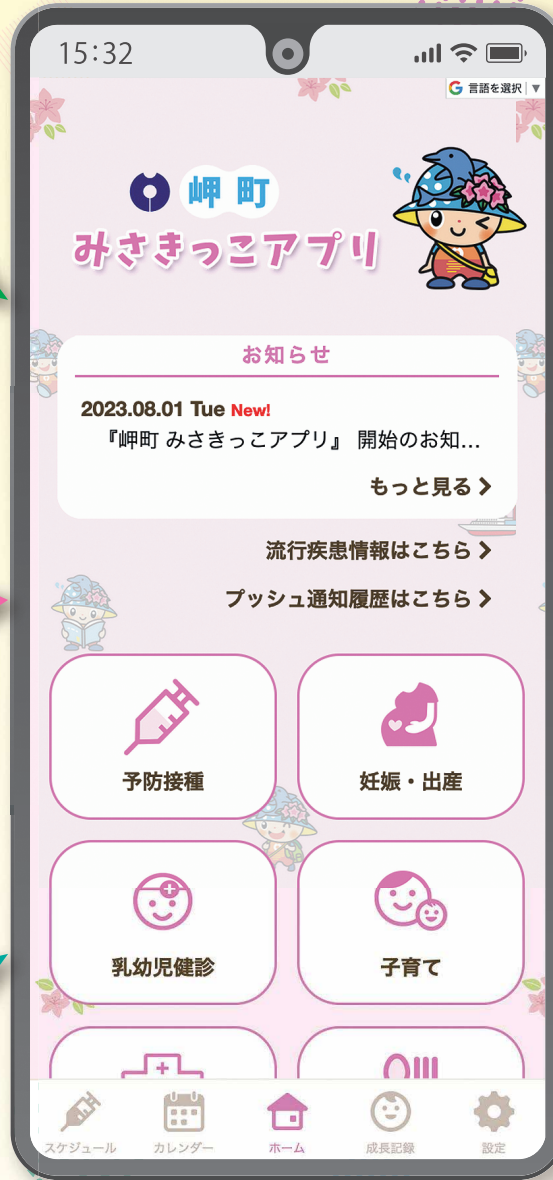 15:32
言語を選択
岬町
みさきっこアプリ
お知らせ
2023.08.01 Tue New!
『岬町 みさきっこアプリ』 開始のお知...
もっと見る
流行疾患情報はこちら
プッシュ通知履歴はこちら
予防接種
妊娠・出産
乳幼児健診
子育て
スケジュール
カレンダー
ホーム
成長記録
設定